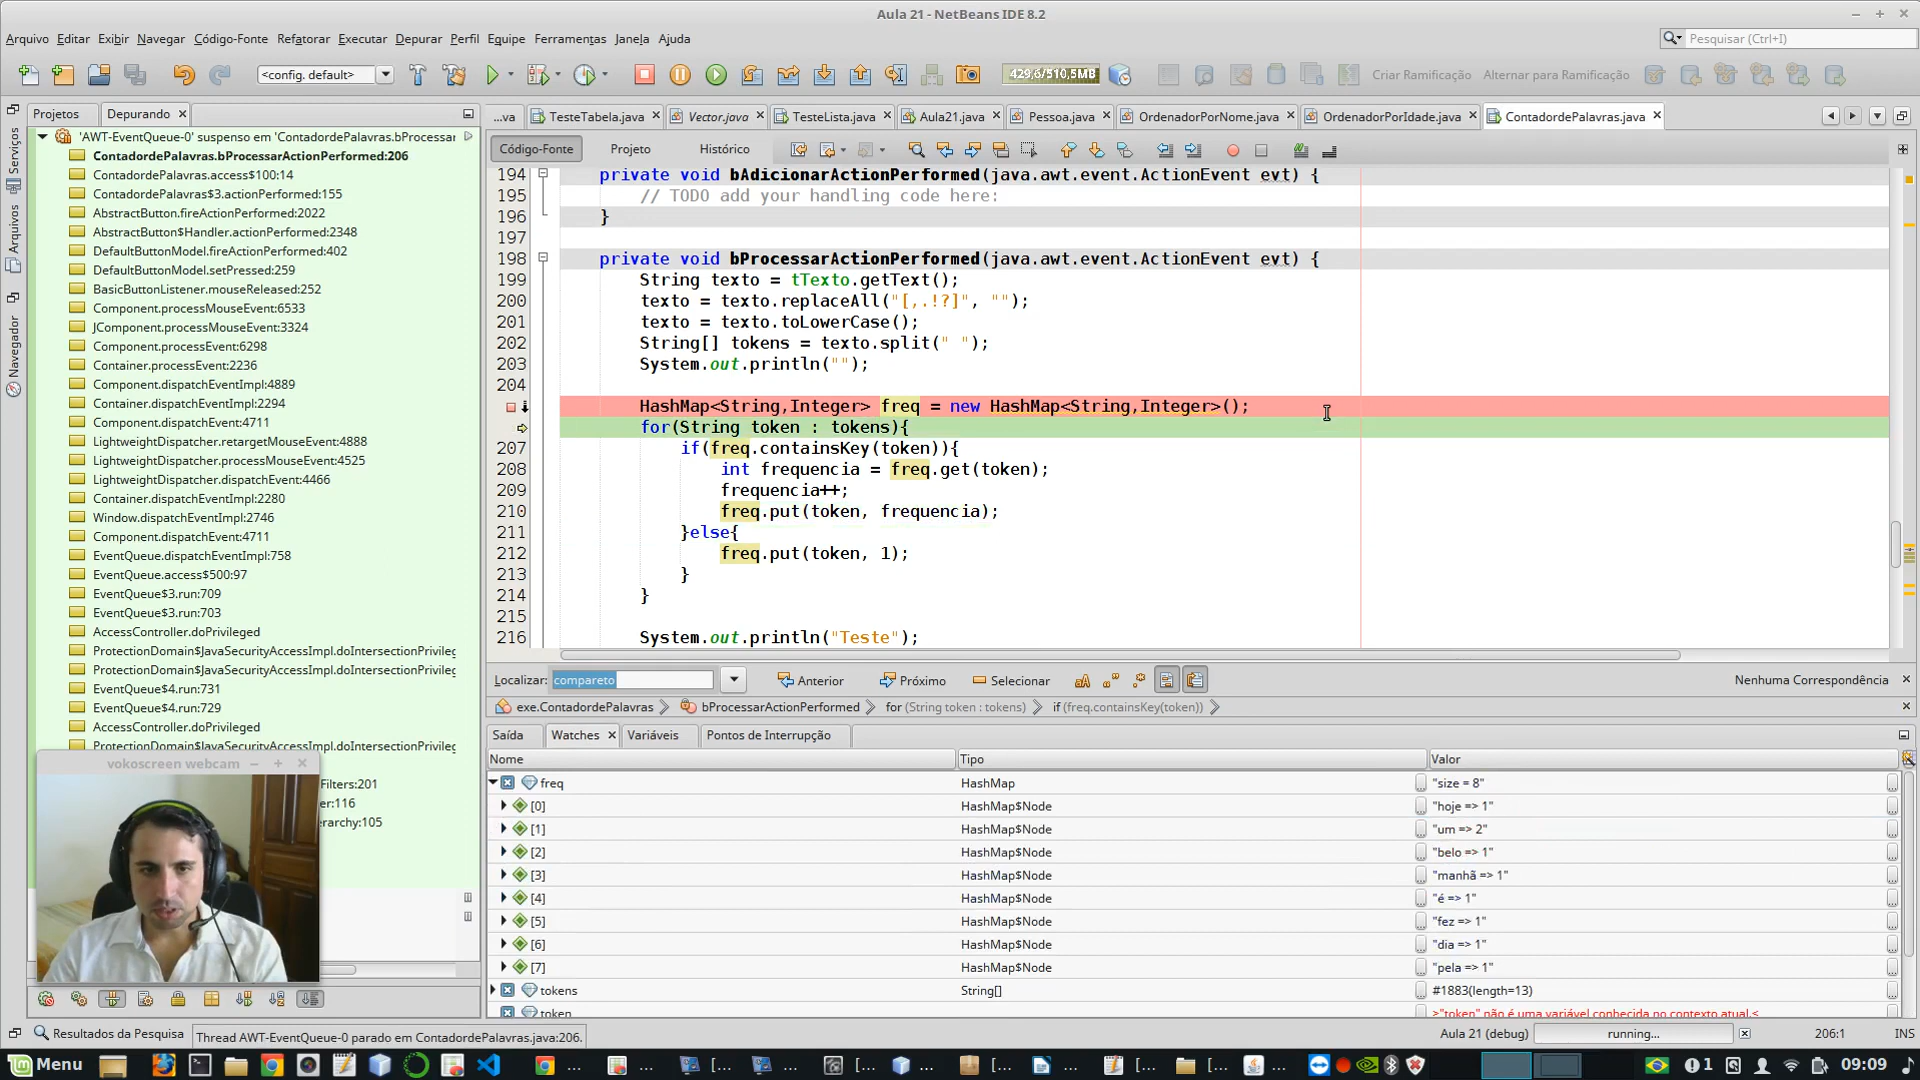 Aula 21 - NetBeans IDE 8.2
Arquivo Editar Exibir Navegar Código-Fonte Refatorar Executar Depurar Perfil Equipe Ferramentas Janela Ajuda
Pesquisar (Ctrl+I)
<config. default>
429,6/510,5MB
Criar Ramificação Alternar para Ramificação
Projetos Depurando
...va TesteTabela.java Vector.java TesteLista.java Aula21.java Pessoa.java OrdenadorPorNome.java OrdenadorPorIdade.java ContadordePalavras.java
Código-Fonte Projeto Histórico
Serviços
Arquivos
Navegador
'AWT-EventQueue-0' suspenso em 'ContadordePalavras.bProcessar
ContadordePalavras.bProcessarActionPerformed:206
ContadordePalavras.access$100:14
ContadordePalavras$3.actionPerformed:155
AbstractButton.fireActionPerformed:2022
AbstractButton$Handler.actionPerformed:2348
DefaultButtonModel.fireActionPerformed:402
DefaultButtonModel.setPressed:259
BasicButtonListener.mouseReleased:252
Component.processMouseEvent:6533
JComponent.processMouseEvent:3324
Component.processEvent:6298
Container.processEvent:2236
Component.dispatchEventImpl:4889
Container.dispatchEventImpl:2294
Component.dispatchEvent:4711
LightweightDispatcher.retargetMouseEvent:4888
LightweightDispatcher.processMouseEvent:4525
LightweightDispatcher.dispatchEvent:4466
Container.dispatchEventImpl:2280
Window.dispatchEventImpl:2746
Component.dispatchEvent:4711
EventQueue.dispatchEventImpl:758
EventQueue.access$500:97
EventQueue$3.run:709
EventQueue$3.run:703
AccessController.doPrivileged
ProtectionDomain$JavaSecurityAccessImpl.doIntersectionPrivileg
EventQueue$4.run:731
EventQueue$4.run:729
AccessController.doPrivileged
ProtectionDomain$JavaSecurityAccessImpl.doIntersectionPrivileg
Filters:201
er:116
erarchy:105
vokoscreen webcam
194 private void bAdicionarActionPerformed(java.awt.event.ActionEvent evt) {
195 // TODO add your handling code here:
196 }
197
198 private void bProcessarActionPerformed(java.awt.event.ActionEvent evt) {
199 String texto = tTexto.getText();
200 texto = texto.replaceAll("[,.!?]", "");
201 texto = texto.toLowerCase();
202 String[] tokens = texto.split(" ");
203 System.out.println("");
204
HashMap<String,Integer> freq = new HashMap<String,Integer>();
for(String token : tokens){
207 if(freq.containsKey(token)){
208 int frequencia = freq.get(token);
209 frequencia++;
210 freq.put(token, frequencia);
211 }else{
212 freq.put(token, 1);
213 }
214 }
215
216 System.out.println("Teste");
Localizar: compareto Anterior Próximo Selecionar Nenhuma Correspondência
exe.ContadordePalavras bProcessarActionPerformed for (String token : tokens) if (freq.containsKey(token))
Saída Watches Variáveis Pontos de Interrupção
Nome Tipo Valor
freq HashMap "size = 8"
[0] HashMap$Node "hoje => 1"
[1] HashMap$Node "um => 2"
[2] HashMap$Node "belo => 1"
[3] HashMap$Node "manhã => 1"
[4] HashMap$Node "é => 1"
[5] HashMap$Node "fez => 1"
[6] HashMap$Node "dia => 1"
[7] HashMap$Node "pela => 1"
tokens String[] #1883(length=13)
token >"token" não é uma variável conhecida no contexto atual.<
Resultados da Pesquisa Thread AWT-EventQueue-0 parado em ContadordePalavras.java:206. Aula 21 (debug) running... 206:1 INS
Menu ... ... [... [... [... [... [... [... [... [... [... 1 09:09